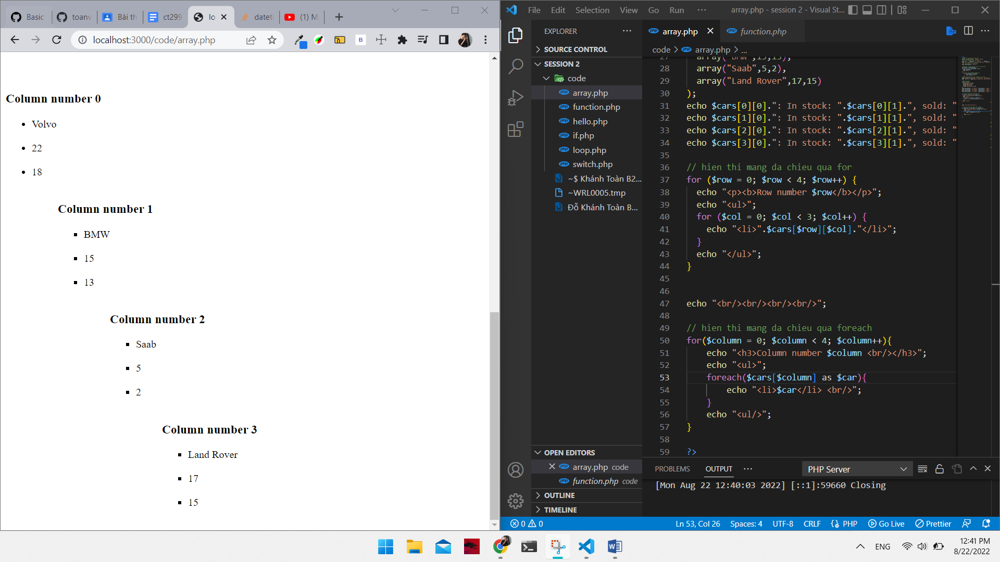 Basic
toanv
Bài th
ct299
lo
datet
(1) M
localhost:3000/code/array.php
Column number 0
Volvo
22
18
Column number 1
BMW
15
13
Column number 2
Saab
5
2
Column number 3
Land Rover
17
15
File Edit Selection View Go Run ··· array.php - session 2 - Visual St...
EXPLORER
SOURCE CONTROL
SESSION 2
code
array.php
function.php
hello.php
if.php
loop.php
switch.php
~$ Khánh Toàn B2...
~WRL0005.tmp
Đỗ Khánh Toàn B...
OPEN EDITORS
array.php code
function.php code
OUTLINE
TIMELINE
array.php
function.php
code > array.php > ...
27 array("BMW",15,13),
28 array("Saab",5,2),
29 array("Land Rover",17,15)
30 );
31 echo $cars[0][0].": In stock: ".$cars[0][1].", sold: "
32 echo $cars[1][0].": In stock: ".$cars[1][1].", sold: "
33 echo $cars[2][0].": In stock: ".$cars[2][1].", sold: "
34 echo $cars[3][0].": In stock: ".$cars[3][1].", sold: "
35
36 // hien thi mang da chieu qua for
37 for ($row = 0; $row < 4; $row++) {
38 echo "<p><b>Row number $row</b></p>";
39 echo "<ul>";
40 for ($col = 0; $col < 3; $col++) {
41 echo "<li>".$cars[$row][$col]."</li>";
42 }
43 echo "</ul>";
44 }
45
46
47 echo "<br/><br/><br/><br/>";
48
49 // hien thi mang da chieu qua foreach
50 for($column = 0; $column < 4; $column++){
51 echo "<h3>Column number $column <br/></h3>";
52 echo "<ul>";
53 foreach($cars[$column] as $car){
54 echo "<li>$car</li> <br/>";
55 }
56 echo "<ul/>";
57 }
58
59 ?>
PROBLEMS OUTPUT ··· PHP Server
[Mon Aug 22 12:40:03 2022] [::1]:59660 Closing
0 0 Ln 53, Col 26 Spaces: 4 UTF-8 CRLF PHP Go Live Prettier
ENG
12:41 PM
8/22/2022